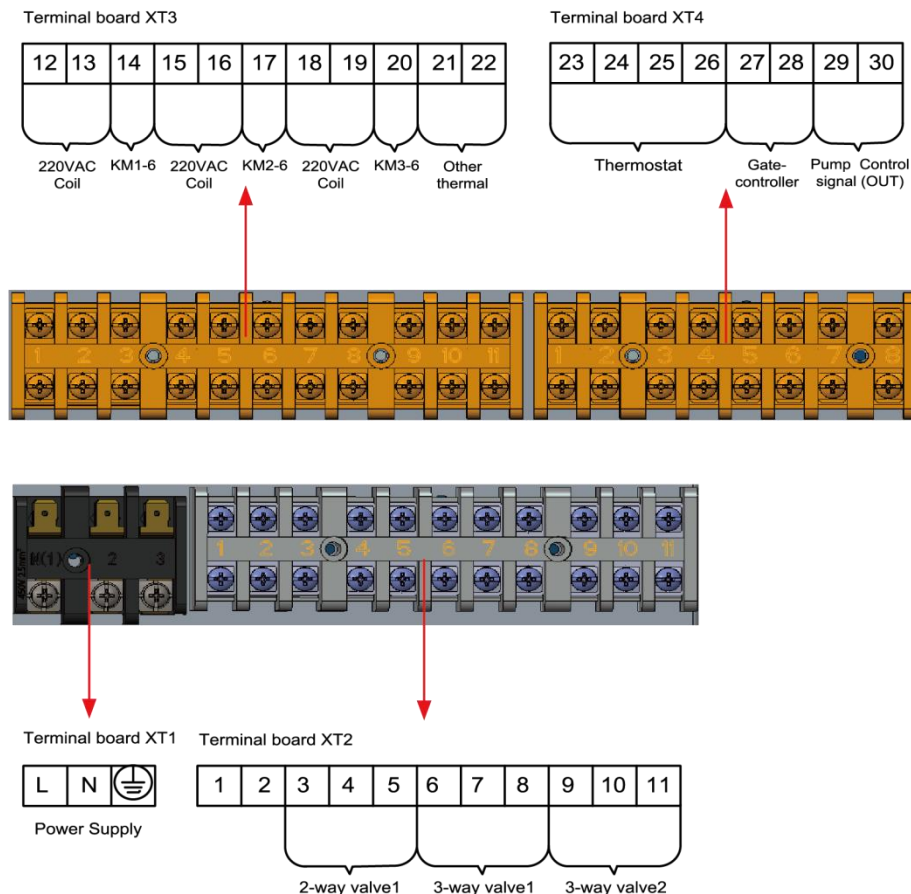 Terminal board XT3
12 13 14 15 16 17 18 19 20 21 22
220VAC Coil KM1-6 220VAC Coil KM2-6 220VAC Coil KM3-6 Other thermal
Terminal board XT4
23 24 25 26 27 28 29 30
Thermostat Gate-controller Pump signal Control (OUT)
1 2 3 4 5 6 7 8 9 10 11
1 2 3 4 5 6 7 8
N(1) 2 3
1 2 3 4 5 6 7 8 9 10 11
Terminal board XT1
L N
Power Supply
Terminal board XT2
1 2 3 4 5 6 7 8 9 10 11
2-way valve1 3-way valve1 3-way valve2